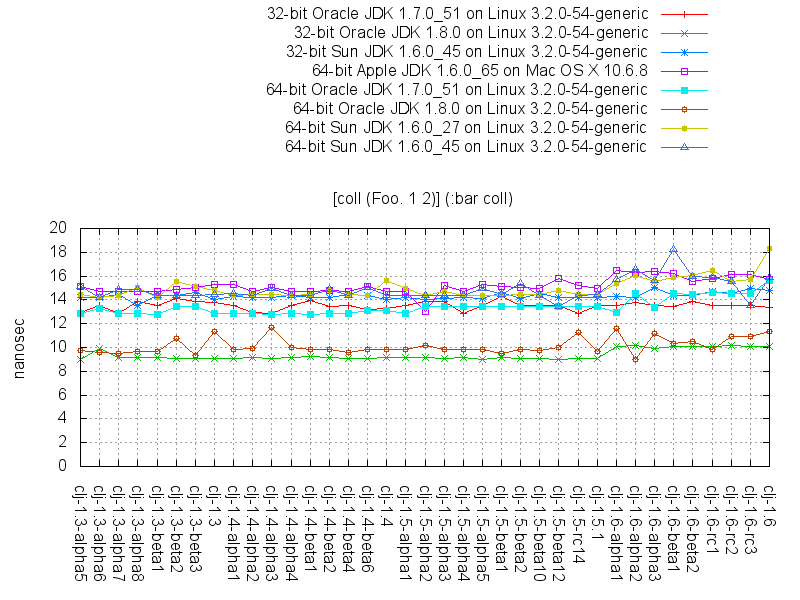 32-bit Oracle JDK 1.7.0_51 on Linux 3.2.0-54-generic
32-bit Oracle JDK 1.8.0 on Linux 3.2.0-54-generic
32-bit Sun JDK 1.6.0_45 on Linux 3.2.0-54-generic
64-bit Apple JDK 1.6.0_65 on Mac OS X 10.6.8
64-bit Oracle JDK 1.7.0_51 on Linux 3.2.0-54-generic
64-bit Oracle JDK 1.8.0 on Linux 3.2.0-54-generic
64-bit Sun JDK 1.6.0_27 on Linux 3.2.0-54-generic
64-bit Sun JDK 1.6.0_45 on Linux 3.2.0-54-generic
[coll (Foo. 1 2)] (:bar coll)
20
18
16
14
12
10
8
6
4
2
0
nanosec
clj-1.3-alpha5
clj-1.3-alpha6
clj-1.3-alpha7
clj-1.3-alpha8
clj-1.3-beta1
clj-1.3-beta2
clj-1.3-beta3
clj-1.3
clj-1.4-alpha1
clj-1.4-alpha2
clj-1.4-alpha3
clj-1.4-alpha4
clj-1.4-beta1
clj-1.4-beta2
clj-1.4-beta4
clj-1.4-beta6
clj-1.4
clj-1.5-alpha1
clj-1.5-alpha2
clj-1.5-alpha3
clj-1.5-alpha4
clj-1.5-alpha5
clj-1.5-beta1
clj-1.5-beta2
clj-1.5-beta10
clj-1.5-beta12
clj-1.5-rc14
clj-1.5.1
clj-1.6-alpha1
clj-1.6-alpha2
clj-1.6-alpha3
clj-1.6-beta1
clj-1.6-beta2
clj-1.6-rc1
clj-1.6-rc2
clj-1.6-rc3
clj-1.6